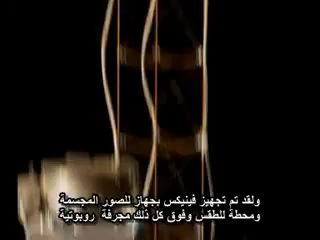 ولقد تم تجهيز فينيكس بجهاز للصور المجسمة
ومحطة للطقس وفوق كل ذلك مجرفة روبوتية